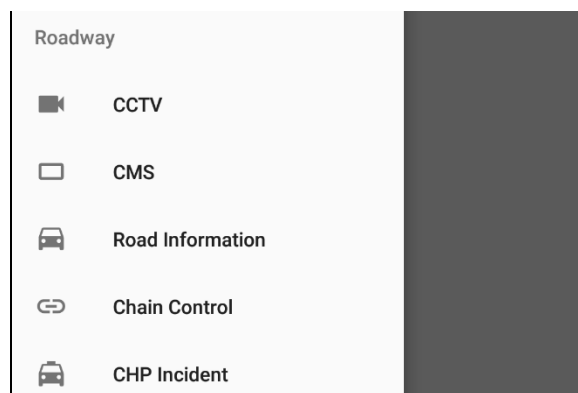 Roadway
CCTV
CMS
Road Information
Chain Control
CHP Incident